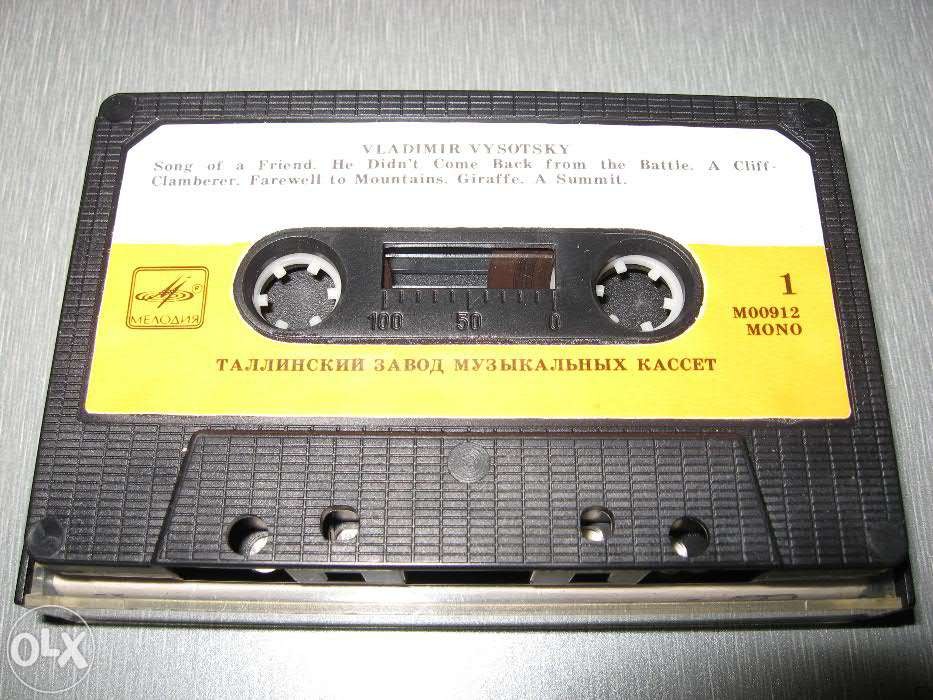 VLADIMIR VYSOTSKY
Song of a Friend. He Didn't Come Back from the Battle. A Cliff-
Clamberer. Farewell to Mountains. Giraffe. A Summit.
МЕЛОДИЯ
1
M00912
MONO
100 50 0
ТАЛЛИНСКИЙ ЗАВОД МУЗЫКАЛЬНЫХ КАССЕТ
OLX